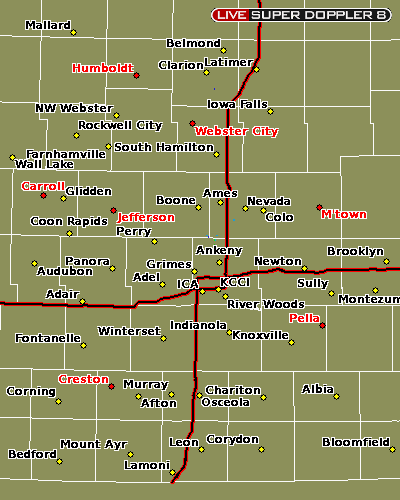 LIVE SUPER DOPPLER 8
Mallard
Belmond
Humboldt
Clarion
Latimer
NW Webster
Iowa Falls
Rockwell City
Webster City
Farnhamville
South Hamilton
Wall Lake
Carroll
Glidden
Boone
Ames
Nevada
Coon Rapids
Jefferson
Colo
M'town
Perry
Ankeny
Brooklyn
Panora
Grimes
Newton
Audubon
Adel
ICA
KCCI
Sully
Adair
River Woods
Montezum
Fontanelle
Winterset
Indianola
Knoxville
Pella
Creston
Murray
Chariton
Albia
Corning
Afton
Osceola
Bedford
Mount Ayr
Leon
Corydon
Bloomfield
Lamoni